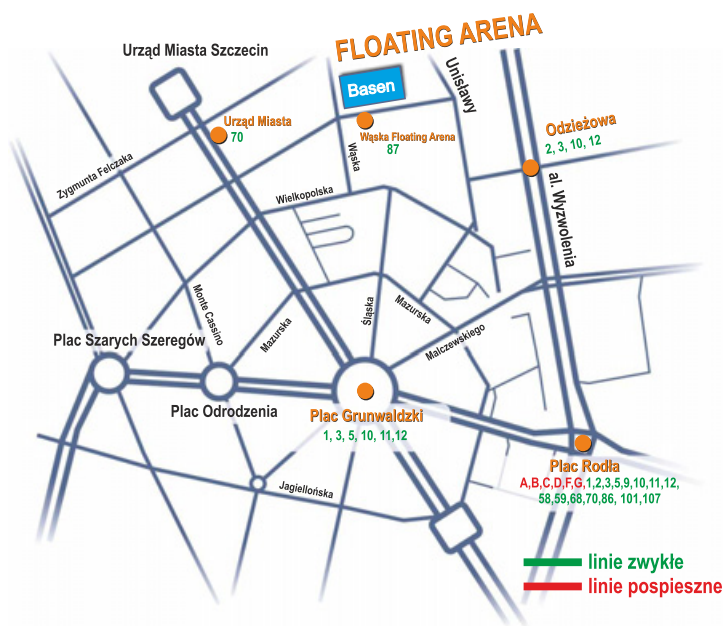 FLOATING ARENA
Urząd Miasta Szczecin
Basen
Unisławy
Urząd Miasta
70
Wąska Floating Arena
87
Odzieżowa
2, 3, 10, 12
Zygmunta Felczaka
Wąska
Wielkopolska
al. Wyzwolenia
Monte Cassino
Mazurska
Śląska
Mazurska
Malczewskiego
Plac Szarych Szeregów
Plac Odrodzenia
Plac Grunwaldzki
1, 3, 5, 10, 11,12
Plac Rodła
A,B,C,D,F,G,1,2,3,5,9,10,11,12,
58,59,68,70,86, 101,107
Jagiellońska
linie zwykłe
linie pospieszne